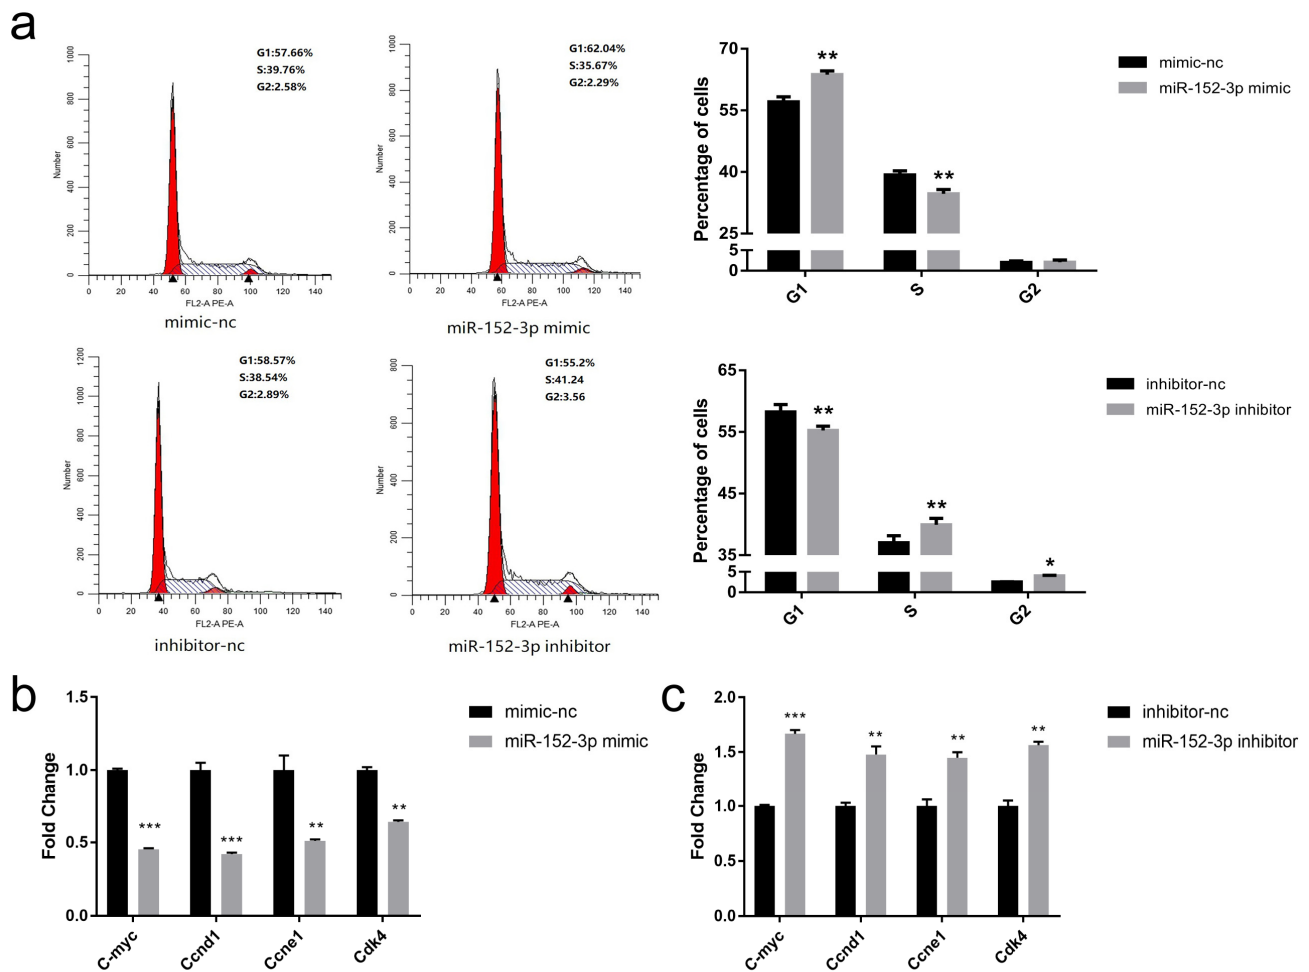 a
G1:57.66%
S:39.76%
G2:2.58%
Number
0
200
400
600
800
1000
0 20 40 60 80 100 120 140
FL2-A PE-A
mimic-nc
G1:62.04%
S:35.67%
G2:2.29%
Number
0
200
400
600
800
1000
0 20 40 60 80 100 120 140
FL2-A PE-A
miR-152-3p mimic
Percentage of cells
70
55
40
25
5
0
**
**
G1 S G2
mimic-nc
miR-152-3p mimic
G1:58.57%
S:38.54%
G2:2.89%
Number
0
200
400
600
800
1000
1200
0 20 40 60 80 100 120 140
FL2-A PE-A
inhibitor-nc
G1:55.2%
S:41.24
G2:3.56
Number
0
200
400
600
800
0 20 40 60 80 100 120 140
FL2-A PE-A
miR-152-3p inhibitor
Percentage of cells
65
55
45
35
5
0
**
**
*
G1 S G2
inhibitor-nc
miR-152-3p inhibitor
b
Fold Change
1.5
1.0
0.5
0.0
***
***
**
**
C-myc Ccnd1 Ccne1 Cdk4
mimic-nc
miR-152-3p mimic
c
Fold Change
2.0
1.5
1.0
0.5
0.0
***
**
**
**
C-myc Ccnd1 Ccne1 Cdk4
inhibitor-nc
miR-152-3p inhibitor